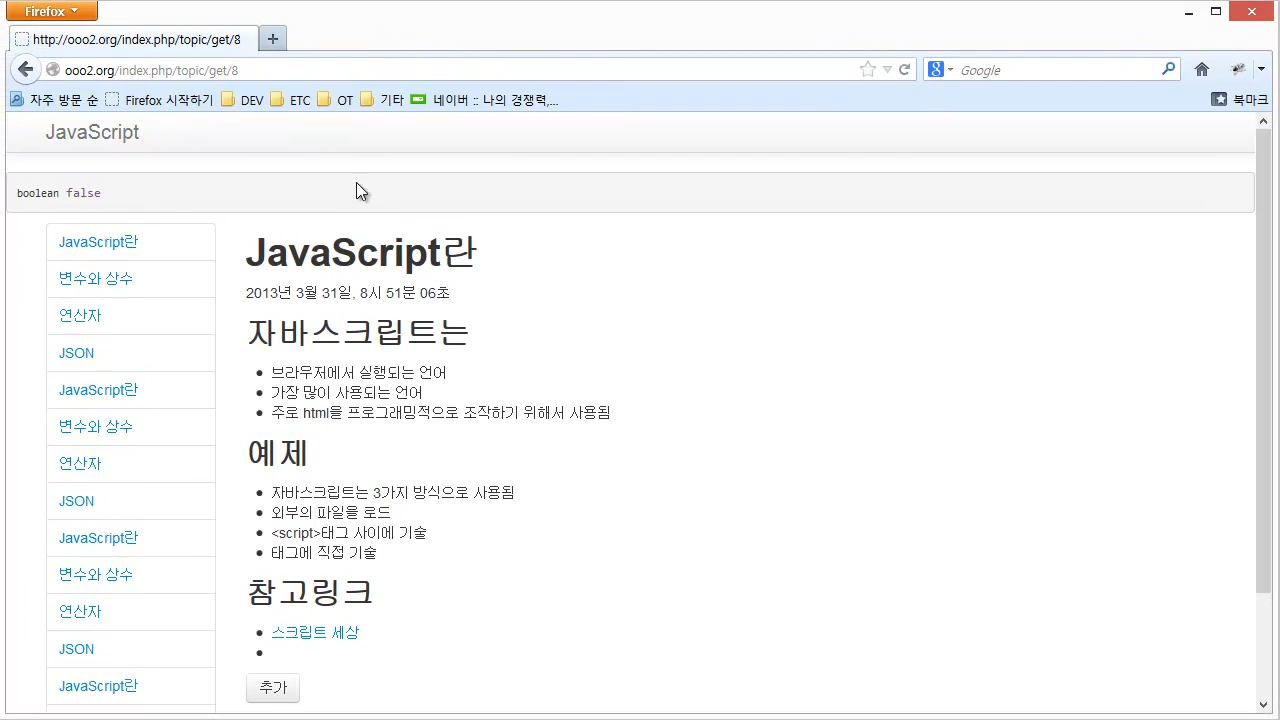 Firefox
http://ooo2.org/index.php/topic/get/8
ooo2.org/index.php/topic/get/8
Google
자주 방문 순 Firefox 시작하기 DEV ETC OT 기타 네이버 :: 나의 경쟁력,... 북마크
JavaScript
boolean false
JavaScript란
변수와 상수
연산자
JSON
JavaScript란
변수와 상수
연산자
JSON
JavaScript란
변수와 상수
연산자
JSON
JavaScript란
JavaScript란
2013년 3월 31일, 8시 51분 06초
자바스크립트는
브라우저에서 실행되는 언어
가장 많이 사용되는 언어
주로 html을 프로그래밍적으로 조작하기 위해서 사용됨
예제
자바스크립트는 3가지 방식으로 사용됨
외부의 파일을 로드
<script>태그 사이에 기술
태그에 직접 기술
참고링크
스크립트 세상
추가